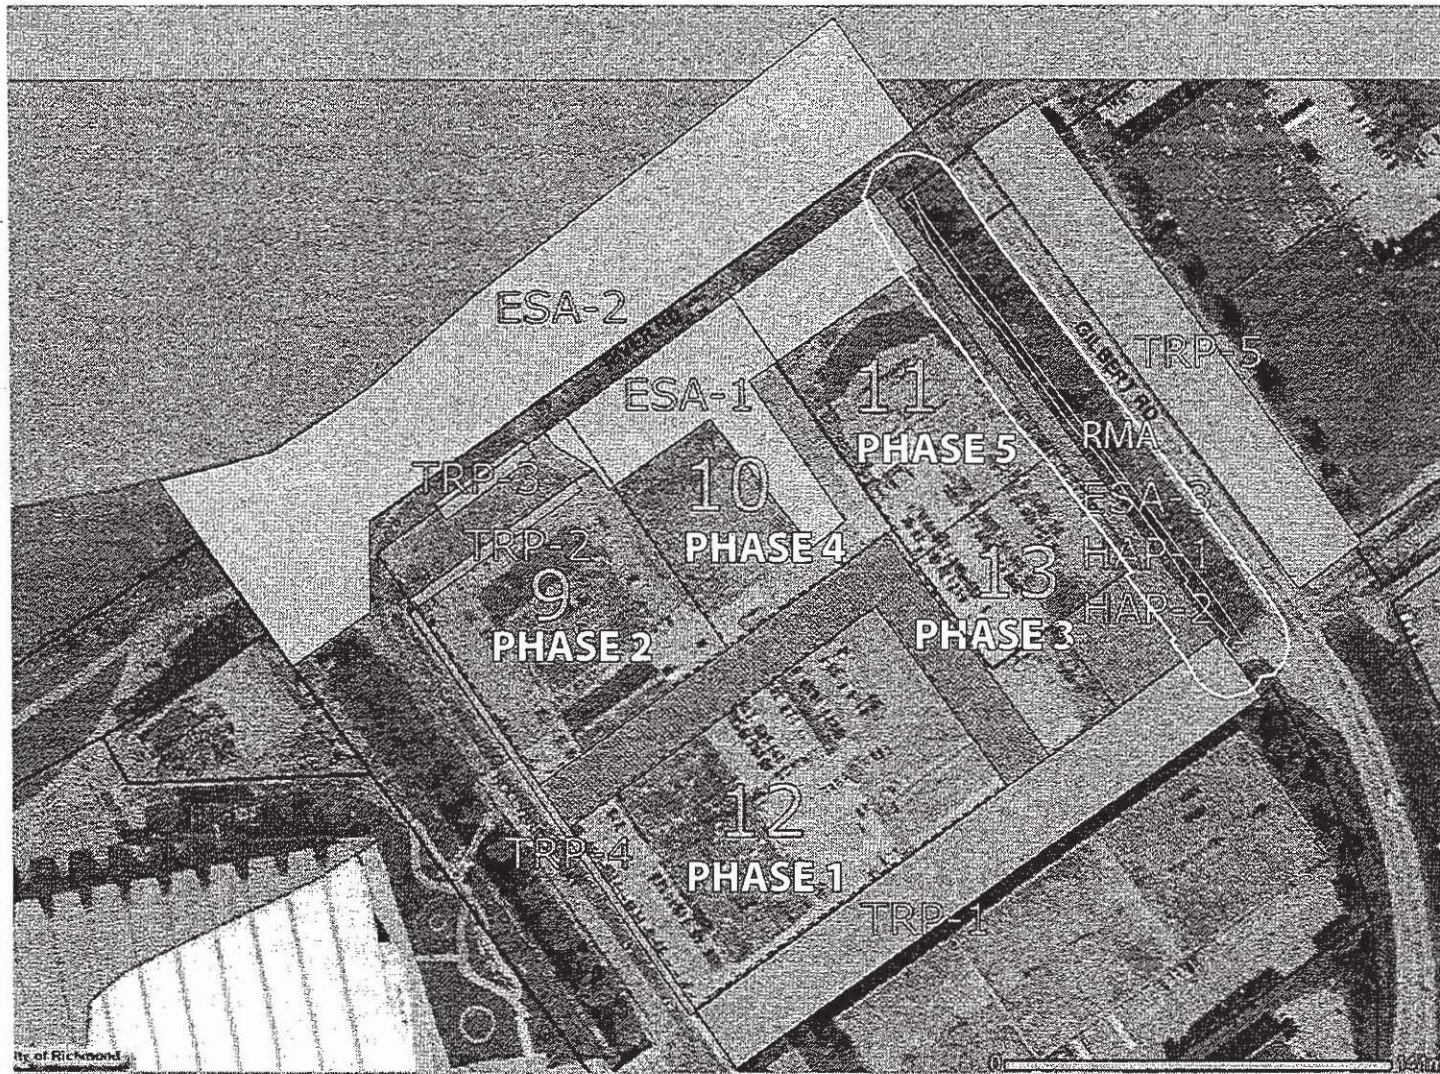 ESA-2
ESA-1
TRP-5
GILBERT RD
11
PHASE 5
RMA
TRP-3
10
ESA-3
TRP-2
PHASE 4
HAP-1
9
13
HAP-2
PHASE 2
PHASE 3
12
TRP-4
PHASE 1
TRP-1
ity of Richmond
0